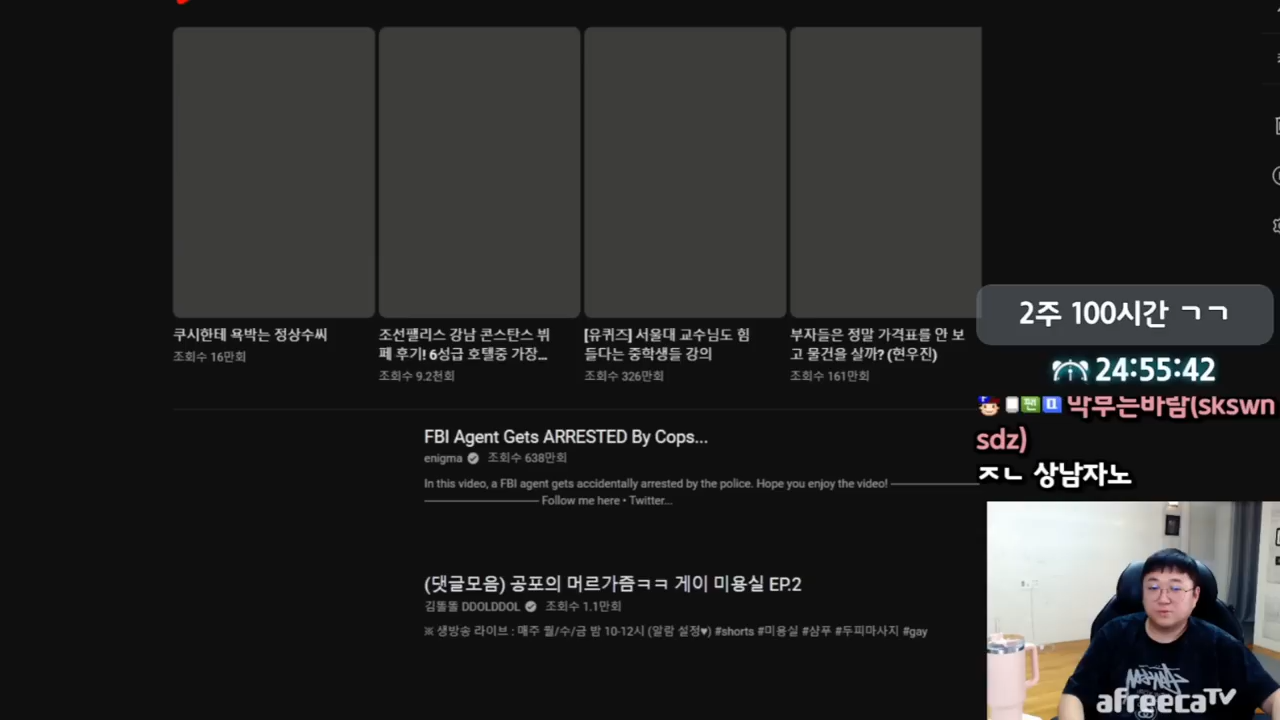 쿠시한테 욕박는 정상수씨
조회수 16만회
조선팰리스 강남 콘스탄스 뷔
페 후기! 6성급 호텔중 가장...
조회수 9.2천회
[유퀴즈] 서울대 교수님도 힘
들다는 중학생들 강의
조회수 326만회
부자들은 정말 가격표를 안 보
고 물건을 살까? (현우진)
조회수 161만회
FBI Agent Gets ARRESTED By Cops...
enigma 조회수 638만회
In this video, a FBI agent gets accidentally arrested by the police. Hope you enjoy the video! ——————
———————— Follow me here • Twitter...
(댓글모음) 공포의 머르가즘ㅋㅋ 게이 미용실 EP.2
김똘똘 DDOLDDOL 조회수 1.1만회
※ 생방송 라이브 : 매주 월/수/금 밤 10-12시 (알람 설정♥) #shorts #미용실 #샴푸 #두피마사지 #gay
2주 100시간 ㄱㄱ
24:55:42
팬 막무는바람(skswn
sdz)
ㅈㄴ 상남자노
afreecaTV